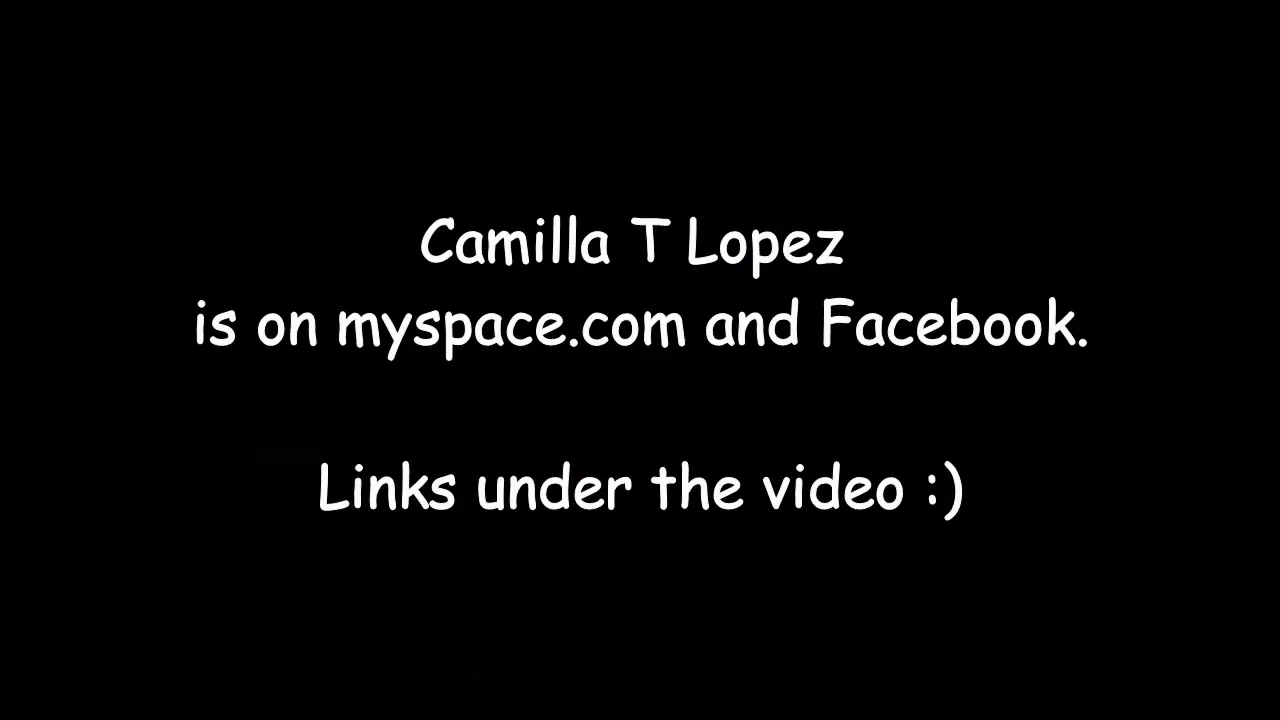 Camilla T Lopez
is on myspace.com and Facebook.
Links under the video :)